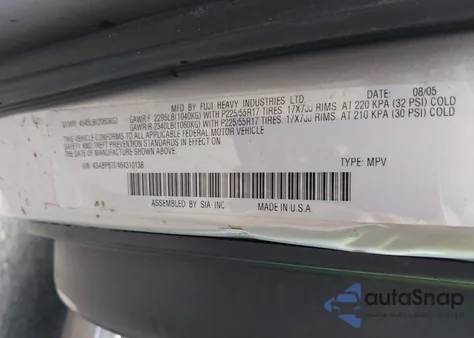 MFD BY FUJI HEAVY INDUSTRIES LTD. DATE: 08/05
GAWR F 2295LB(1040KG) WITH P225/55R17 TIRES, 17X7JJ RIMS, AT 220 KPA (32 PSI) COLD
GAWR R 2340LB(1060KG) WITH P225/55R17 TIRES, 17X7JJ RIMS, AT 210 KPA (30 PSI) COLD
THIS VEHICLE CONFORMS TO ALL APPLICABLE FEDERAL MOTOR VEHICLE
SAFETY, BUMPER, AND THEFT PREVENTION STANDARDS IN EFFECT
ON THE DATE OF MANUFACTURE SHOWN ABOVE.
TYPE: MPV
ASSEMBLED BY SIA INC. MADE IN U.S.A.
autoSnap